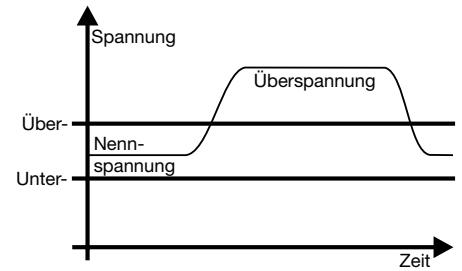 Spannung
Überspannung
Über-
Nenn-
spannung
Unter-
Zeit